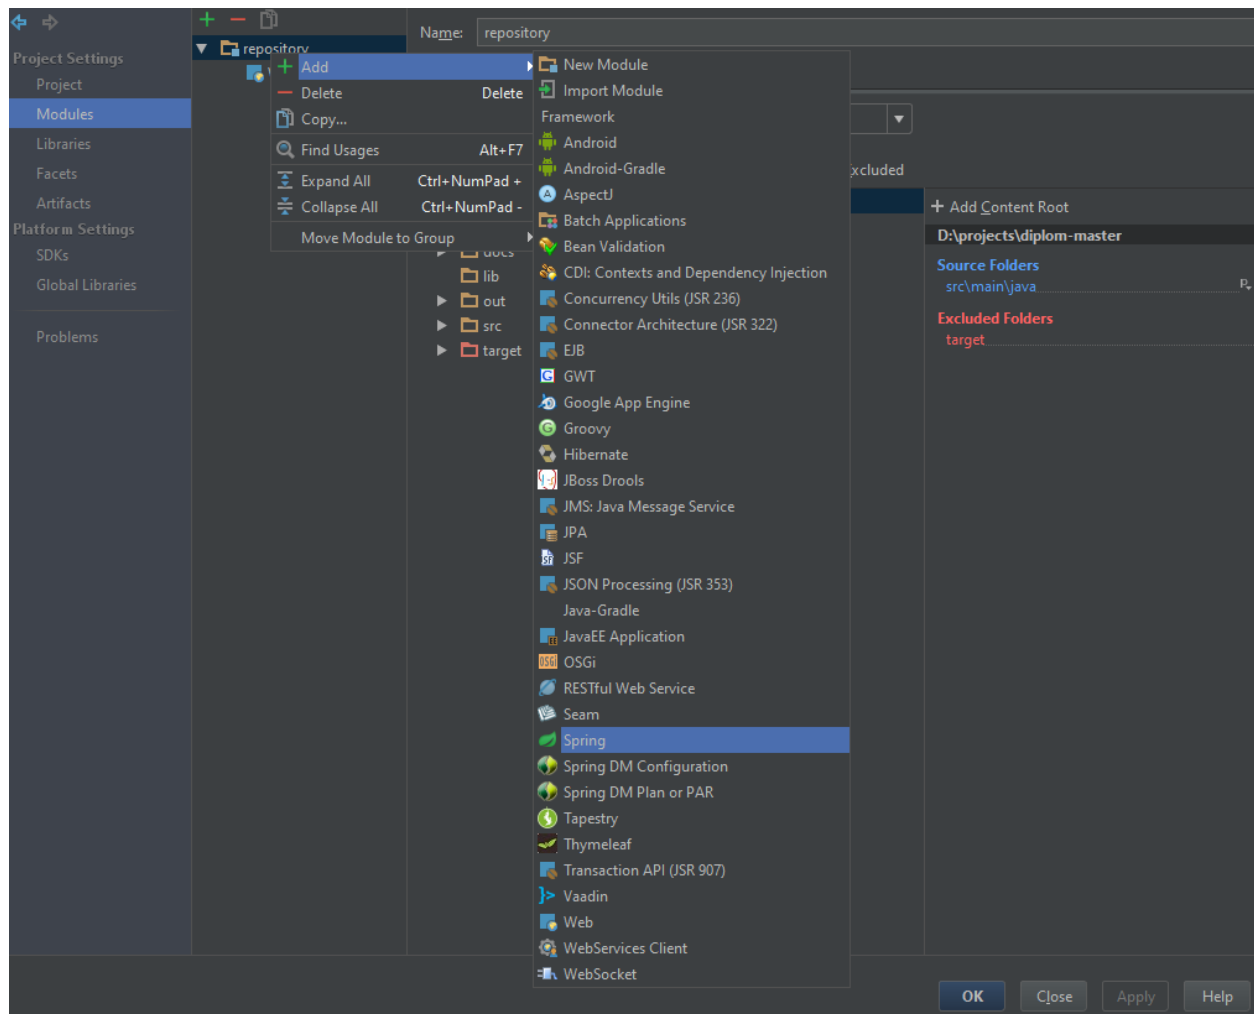 Project Settings
Project
Modules
Libraries
Facets
Artifacts
Platform Settings
SDKs
Global Libraries
Problems
repository
Name: repository
Add
Delete Delete
Copy...
Find Usages Alt+F7
Expand All Ctrl+NumPad +
Collapse All Ctrl+NumPad -
Move Module to Group
docs
lib
out
src
target
New Module
Import Module
Framework
Android
Android-Gradle
AspectJ
Batch Applications
Bean Validation
CDI: Contexts and Dependency Injection
Concurrency Utils (JSR 236)
Connector Architecture (JSR 322)
EJB
GWT
Google App Engine
Groovy
Hibernate
JBoss Drools
JMS: Java Message Service
JPA
JSF
JSON Processing (JSR 353)
Java-Gradle
JavaEE Application
OSGi
RESTful Web Service
Seam
Spring
Spring DM Configuration
Spring DM Plan or PAR
Tapestry
Thymeleaf
Transaction API (JSR 907)
Vaadin
Web
WebServices Client
WebSocket
xcluded
+ Add Content Root
D:\projects\diplom-master
Source Folders
src\main\java
Excluded Folders
target
OK Close Apply Help